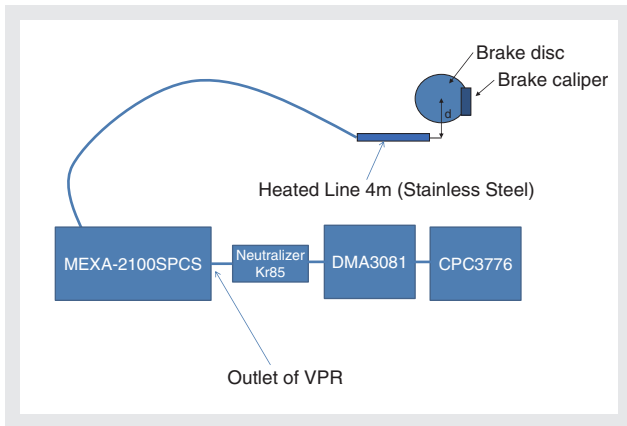 Brake disc
Brake caliper
d
Heated Line 4m (Stainless Steel)
MEXA-2100SPCS
Neutralizer
Kr85
DMA3081
CPC3776
Outlet of VPR